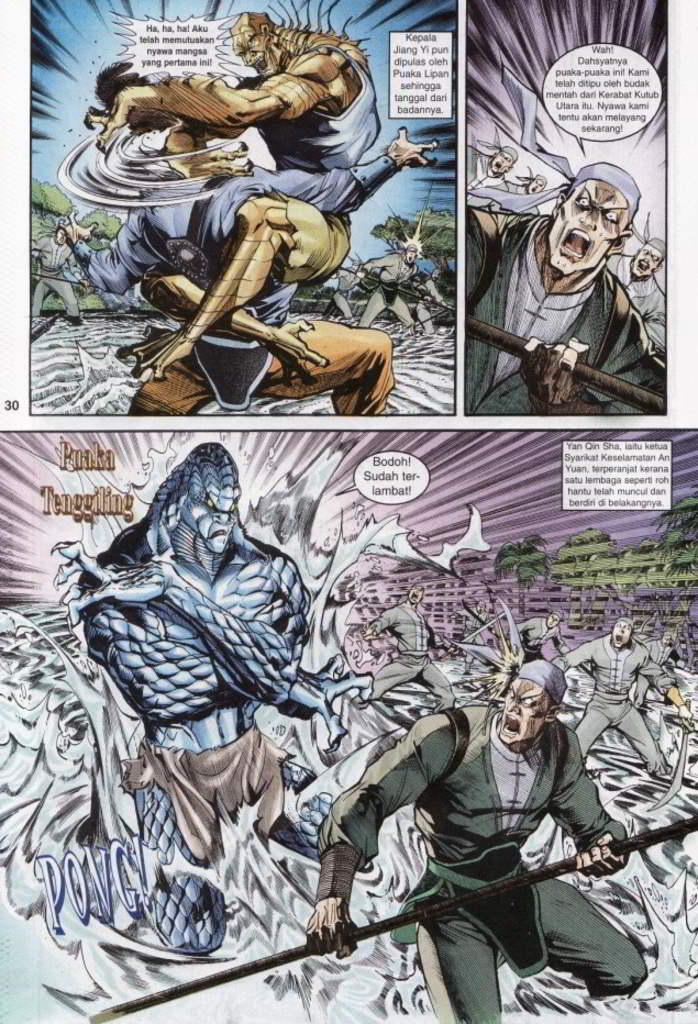 Ha, ha, ha! Aku
telah memutuskan
nyawa mangsa
yang pertama ini!
Kepala
Jiang Yi pun
dipulas oleh
Puaka Lipan
sehingga
tanggal dari
badannya.
Wah!
Dahsyatnya
puaka-puaka ini! Kami
telah ditipu oleh budak
mentah dari Kerabat Kutub
Utara itu. Nyawa kami
tentu akan melayang
sekarang!
30
Puaka
Tenggiling
Bodoh!
Sudah ter-
lambat!
Yan Qin Sha, iaitu ketua
Syarikat Keselamatan An
Yuan, terperanjat kerana
satu lembaga seperti roh
hantu telah muncul dan
berdiri di belakangnya.
PONG!